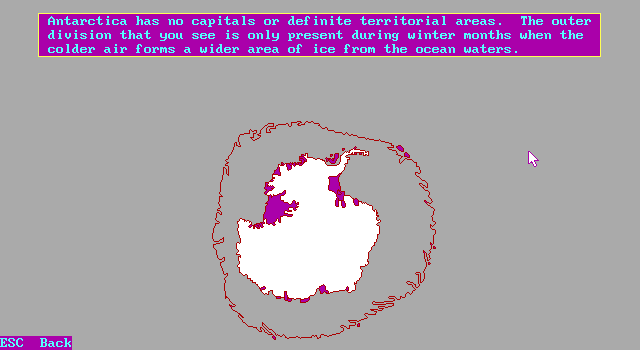 Antarctica has no capitals or definite territorial areas.  The outer
division that you see is only present during winter months when the
colder air forms a wider area of ice from the ocean waters.
ESC  Back